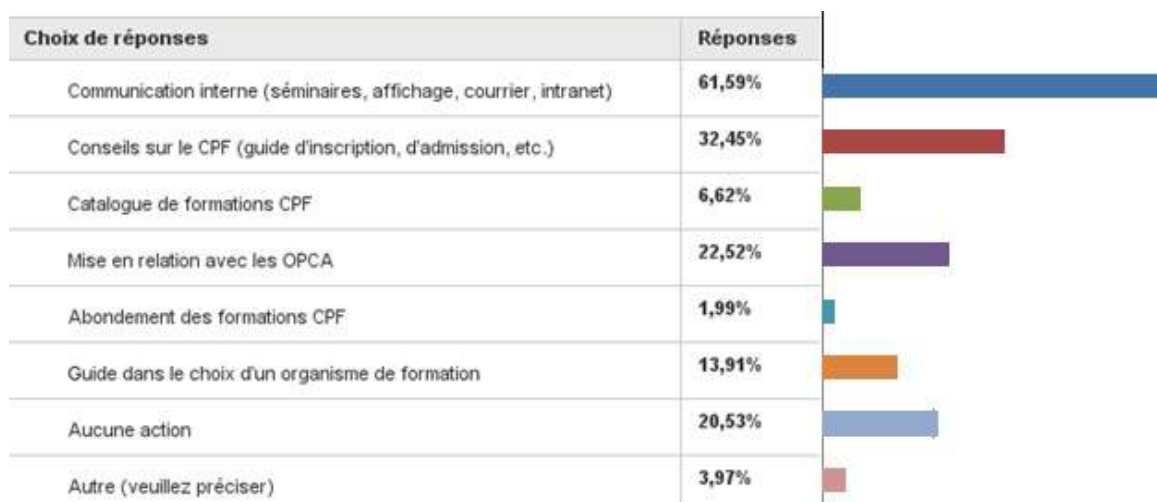 Choix de réponses Réponses
Communication interne (séminaires, affichage, courrier, intranet) 61,59%
Conseils sur le CPF (guide d'inscription, d'admission, etc.) 32,45%
Catalogue de formations CPF 6,62%
Mise en relation avec les OPCA 22,52%
Abondement des formations CPF 1,99%
Guide dans le choix d'un organisme de formation 13,91%
Aucune action 20,53%
Autre (veuillez préciser) 3,97%